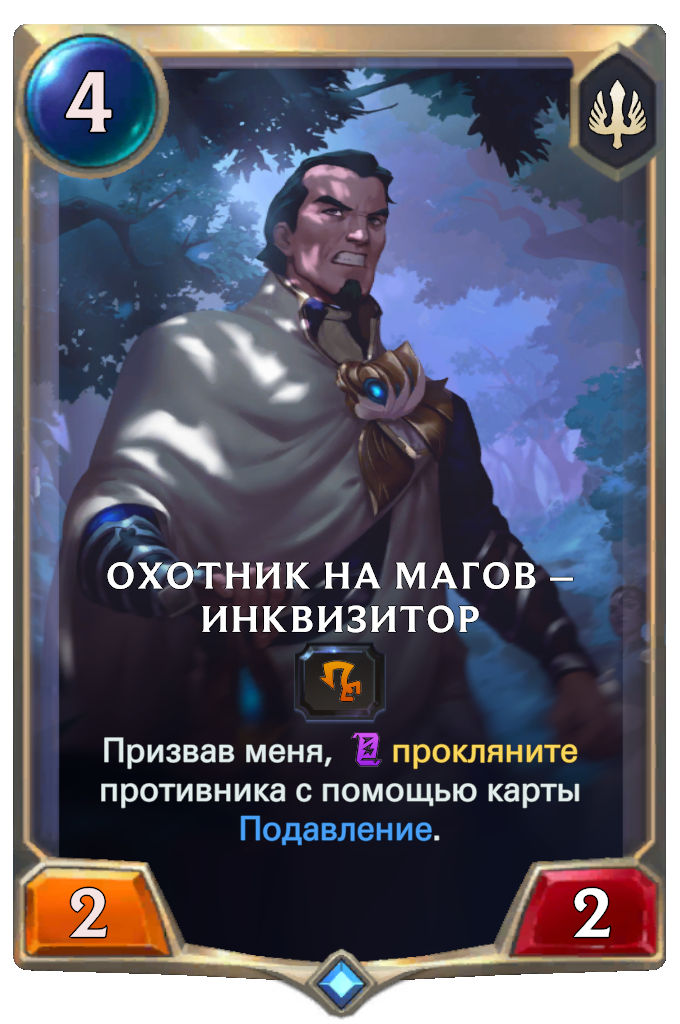 4
ОХОТНИК НА МАГОВ –
ИНКВИЗИТОР
Призвав меня, прокляните
противника с помощью карты
Подавление.
2
2